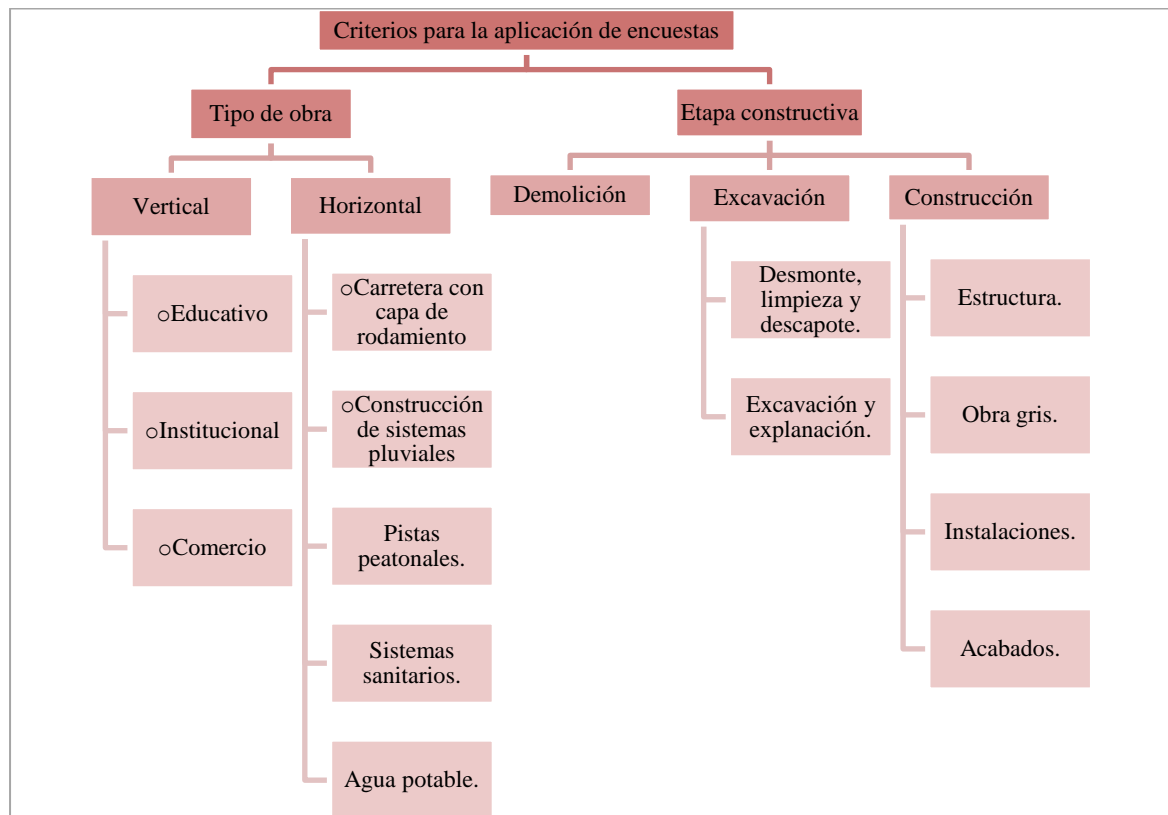 Criterios para la aplicación de encuestas
Tipo de obra
Vertical
oEducativo
oInstitucional
oComercio
Horizontal
oCarretera con
capa de
rodamiento
oConstrucción
de sistemas
pluviales
Pistas
peatonales.
Sistemas
sanitarios.
Agua potable.
Etapa constructiva
Demolición
Excavación
Desmonte,
limpieza y
descapote.
Excavación y
explanación.
Construcción
Estructura.
Obra gris.
Instalaciones.
Acabados.